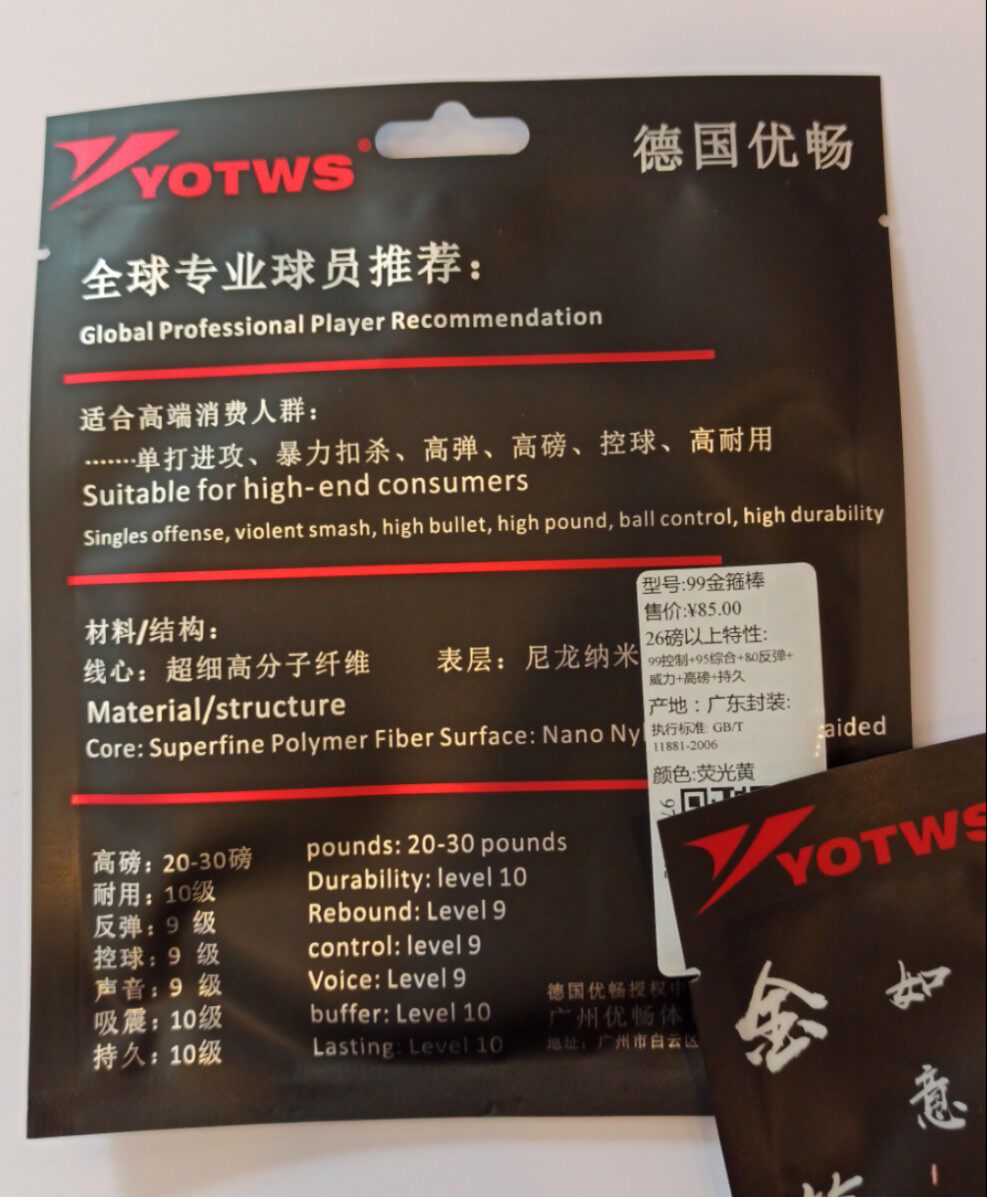 YOTWS®
德国优畅
全球专业球员推荐：
Global Professional Player Recommendation
适合高端消费人群：
.......单打进攻、暴力扣杀、高弹、高磅、控球、高耐用
Suitable for high-end consumers
Singles offense, violent smash, high bullet, high pound, ball control, high durability
材料/结构：
线心：超细高分子纤维 表层：尼龙纳米
Material/structure
Core: Superfine Polymer Fiber Surface: Nano
型号:99金箍棒
售价:¥85.00
26磅以上特性:
99控制+95综合+80反弹+
威力+高磅+持久
产地：广东封装:
执行标准: GB/T
11881-2006
颜色:荧光黄
高磅：20-30磅
耐用：10级
反弹：9 级
控球：9 级
声音：9 级
吸震：10级
持久：10级
pounds: 20-30 pounds
Durability: level 10
Rebound: Level 9
control: level 9
Voice: Level 9
buffer: Level 10
Lasting: Level 10
德国优畅授权
广州优畅体
地址：广州市白云区
YOTWS
金
如
意